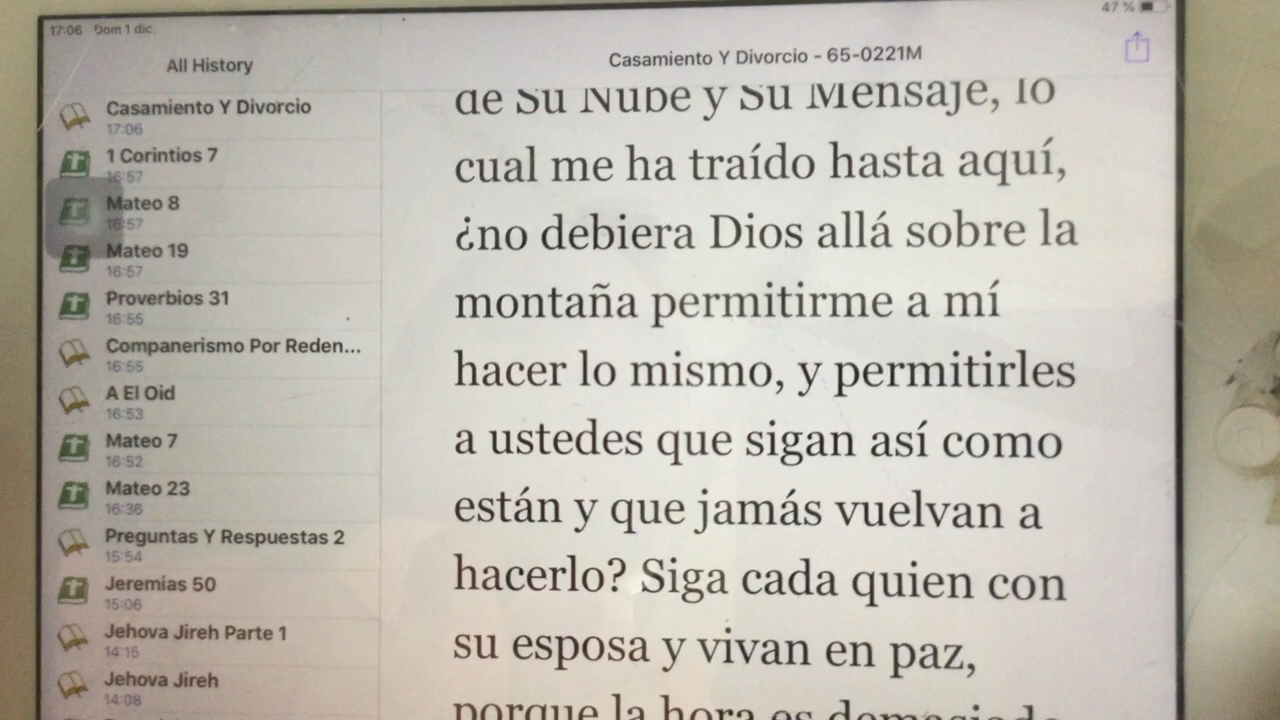 17:06 Dom 1 dic.
47 %
All History
Casamiento Y Divorcio
17:06
1 Corintios 7
16:57
Mateo 8
16:57
Mateo 19
16:57
Proverbios 31
16:55
Companerismo Por Reden...
16:55
A El Oid
16:53
Mateo 7
16:52
Mateo 23
16:36
Preguntas Y Respuestas 2
15:54
Jeremias 50
15:06
Jehova Jireh Parte 1
14:15
Jehova Jireh
14:08
Casamiento Y Divorcio - 65-0221M
de Su Nube y Su Mensaje, lo
cual me ha traído hasta aquí,
¿no debiera Dios allá sobre la
montaña permitirme a mí
hacer lo mismo, y permitirles
a ustedes que sigan así como
están y que jamás vuelvan a
hacerlo? Siga cada quien con
su esposa y vivan en paz,
porque la hora es demasiado